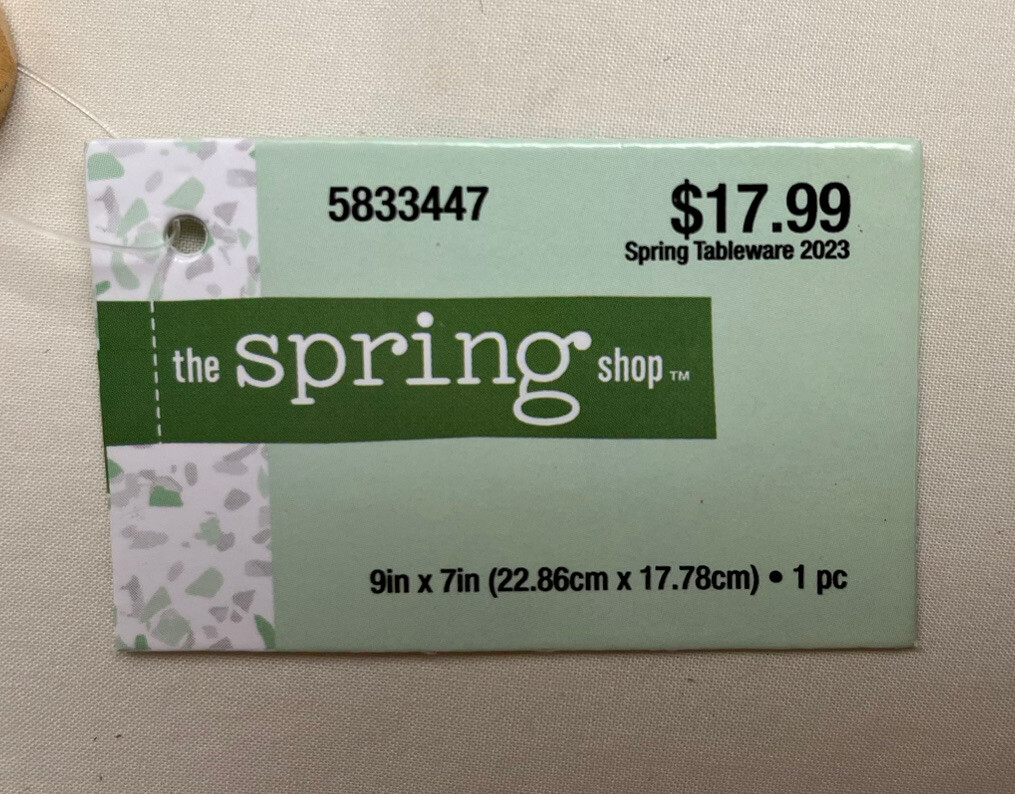 5833447
$17.99
Spring Tableware 2023
the spring shop™
9in x 7in (22.86cm x 17.78cm) • 1 pc